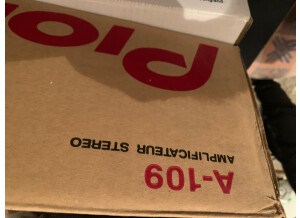 PIO
AMPLIFICATEUR STEREO
A-109